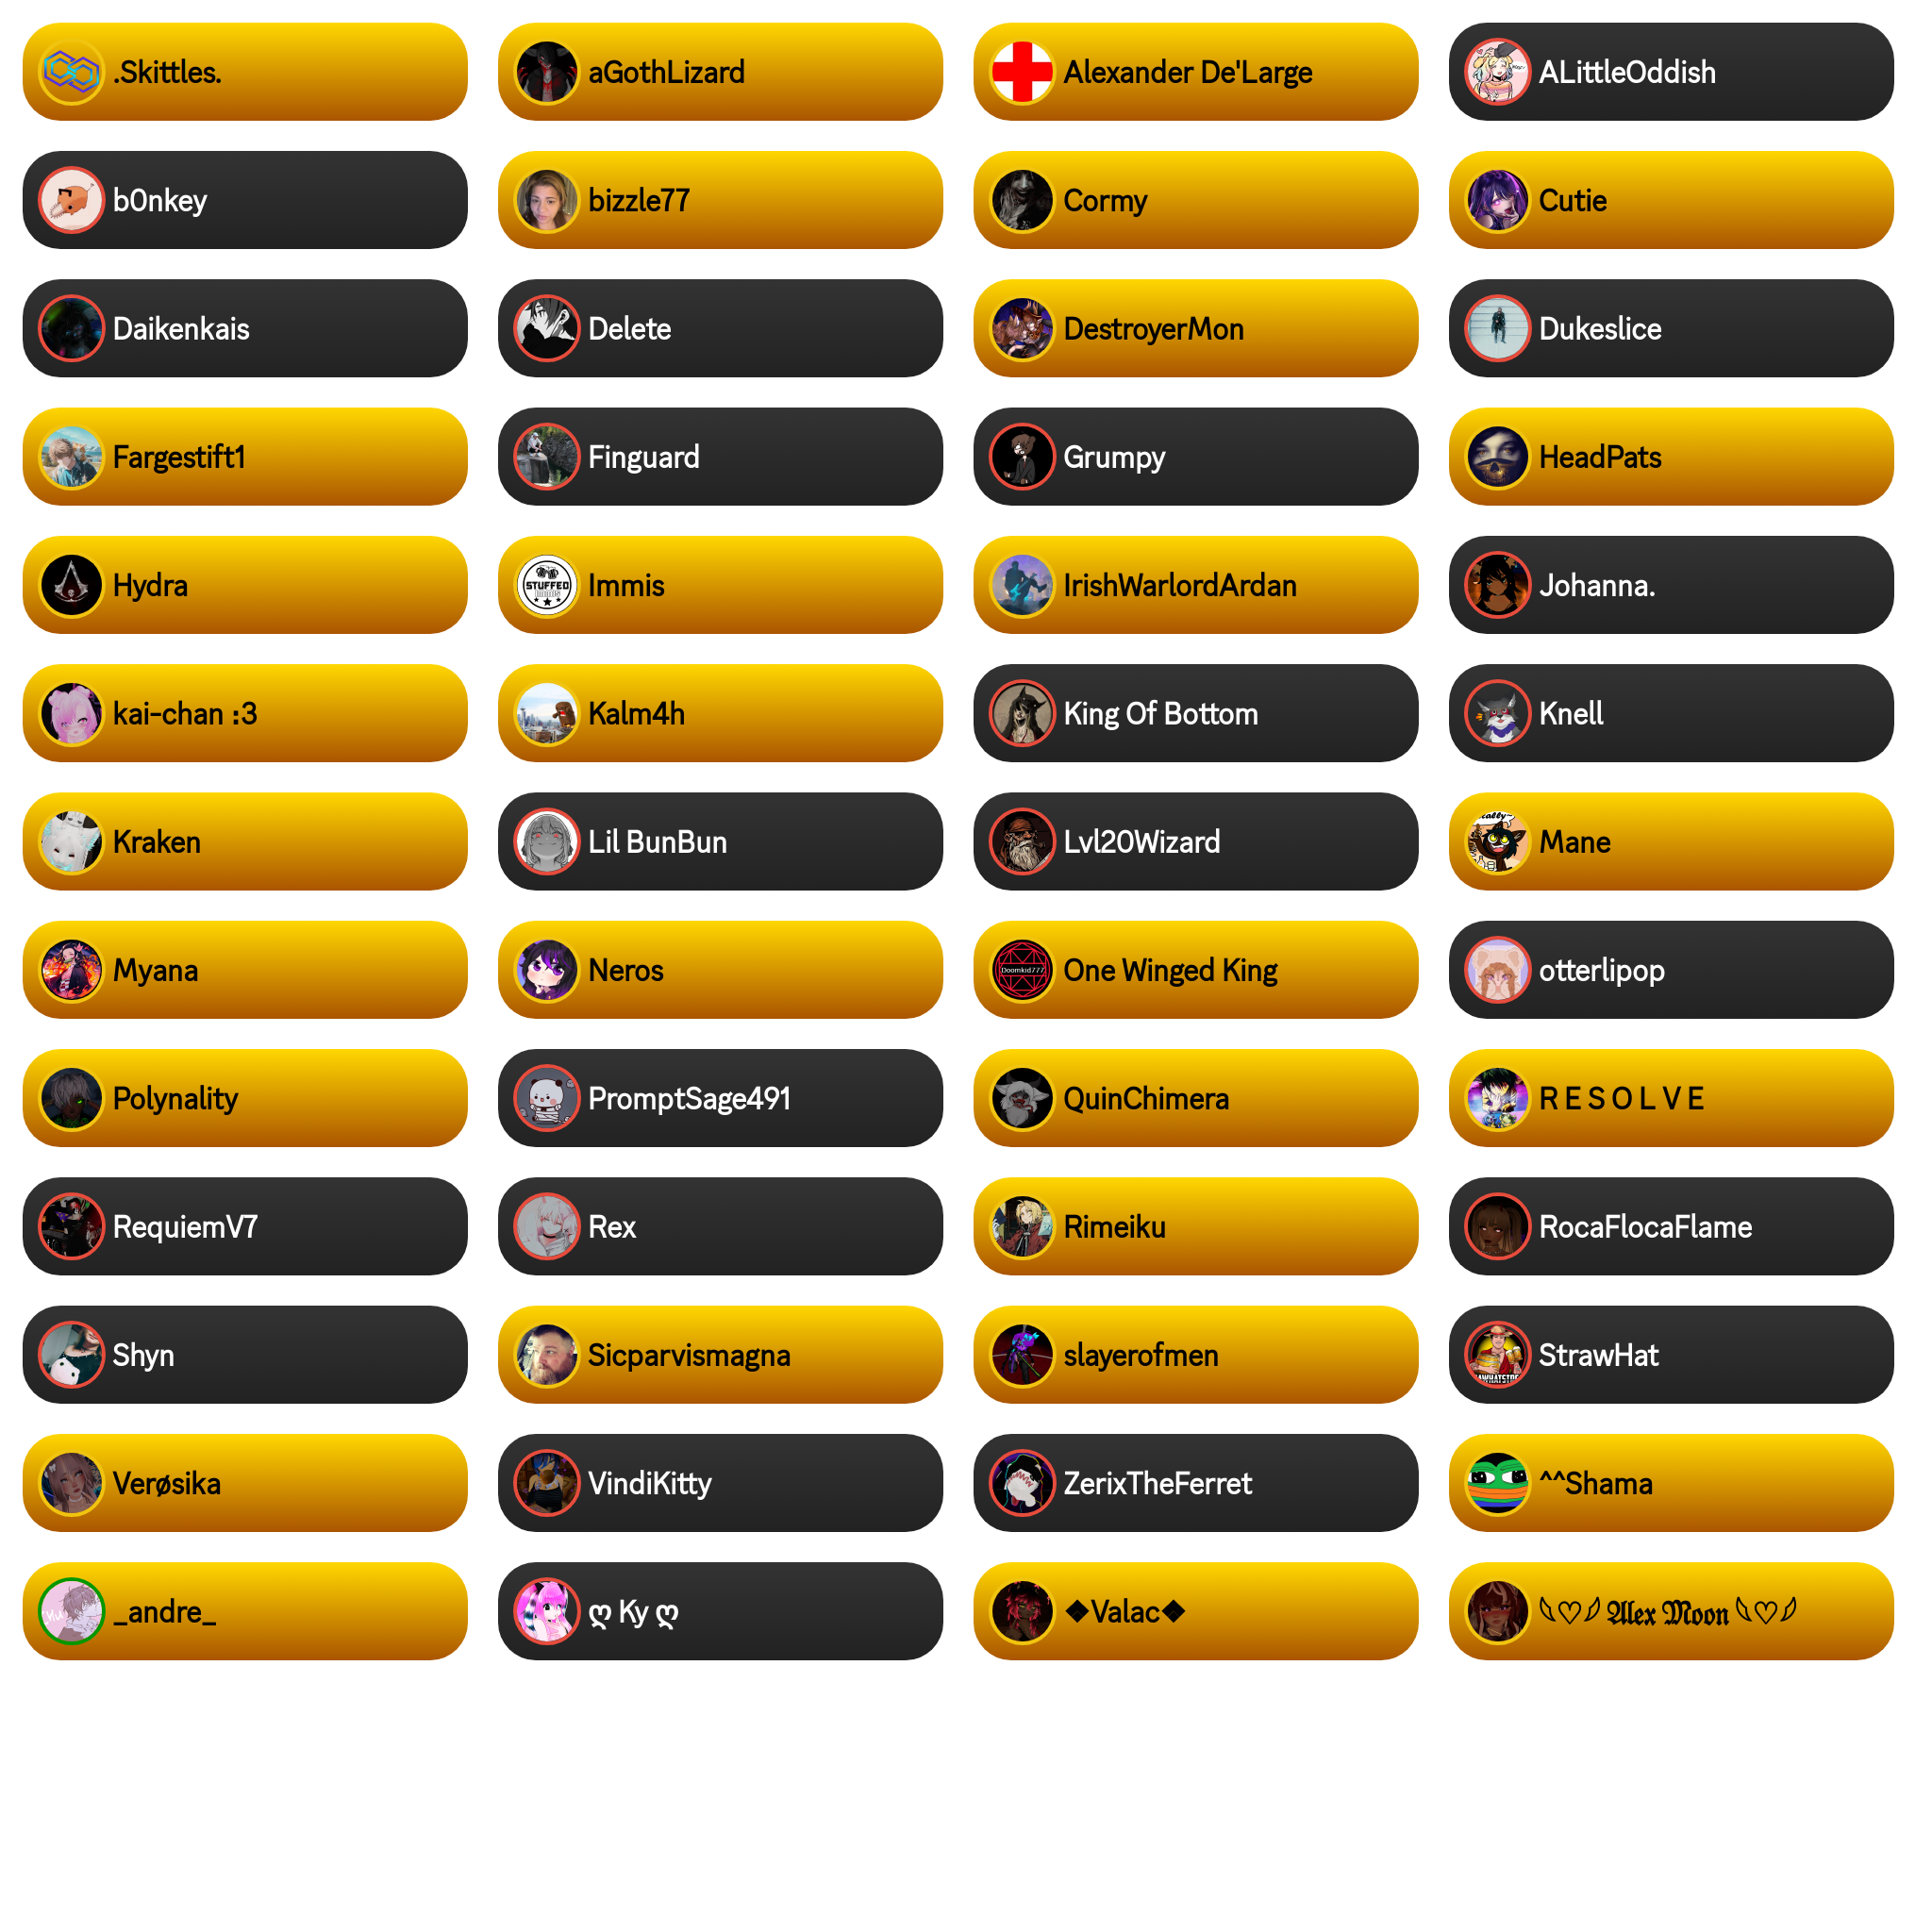 .Skittles.
aGothLizard
Alexander De'Large
ALittleOddish
b0nkey
bizzle77
Cormy
Cutie
Daikenkais
Delete
DestroyerMon
Dukeslice
Fargestift1
Finguard
Grumpy
HeadPats
Hydra
STUFFED
Immis
IrishWarlordArdan
Johanna.
kai-chan :3
Kalm4h
King Of Bottom
Knell
Kraken
Lil BunBun
Lvl20Wizard
Mane
Myana
Neros
Doomkid777
One Winged King
otterlipop
Polynality
PromptSage491
QuinChimera
R E S O L V E
RequiemV7
Rex
Rimeiku
RocaFlocaFlame
Shyn
Sicparvismagna
slayerofmen
StrawHat
Verøsika
VindiKitty
ZerixTheFerret
^^Shama
_andre_
ღ Ky ღ
❖Valac❖
𓆩♡𓆪 𝕬𝖑𝖊𝖝 𝕸𝖔𝖔𝖓 𓆩♡𓆪